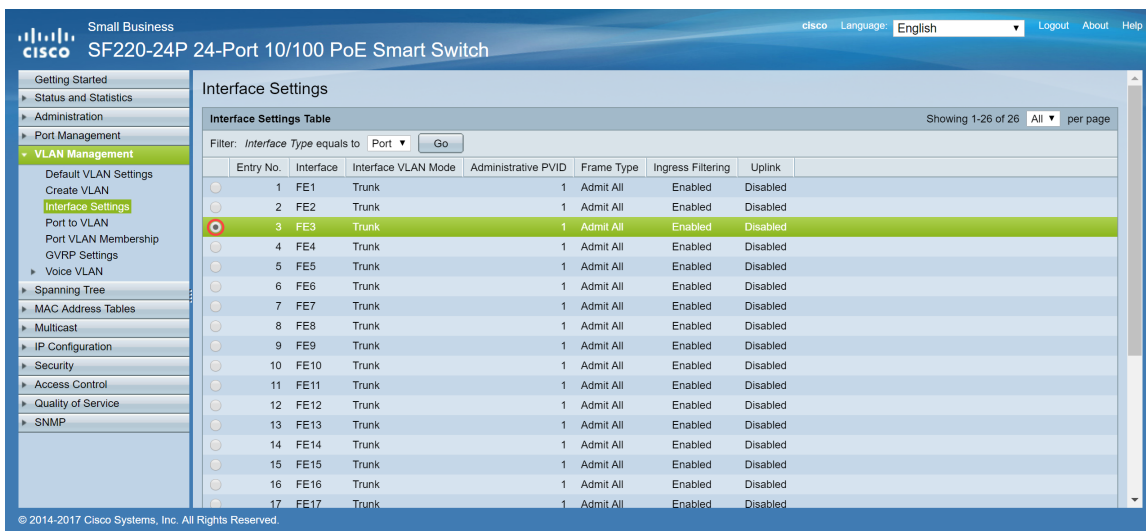 Small Business
cisco Language: English Logout About Help
CISCO SF220-24P 24-Port 10/100 PoE Smart Switch
Getting Started
Status and Statistics
Administration
Port Management
VLAN Management
Default VLAN Settings
Create VLAN
Interface Settings
Port to VLAN
Port VLAN Membership
GVRP Settings
Voice VLAN
Spanning Tree
MAC Address Tables
Multicast
IP Configuration
Security
Access Control
Quality of Service
SNMP
Interface Settings
Interface Settings Table Showing 1-26 of 26 All per page
Filter: Interface Type equals to Port Go
Entry No. Interface Interface VLAN Mode Administrative PVID Frame Type Ingress Filtering Uplink
1 FE1 Trunk 1 Admit All Enabled Disabled
2 FE2 Trunk 1 Admit All Enabled Disabled
3 FE3 Trunk 1 Admit All Enabled Disabled
4 FE4 Trunk 1 Admit All Enabled Disabled
5 FE5 Trunk 1 Admit All Enabled Disabled
6 FE6 Trunk 1 Admit All Enabled Disabled
7 FE7 Trunk 1 Admit All Enabled Disabled
8 FE8 Trunk 1 Admit All Enabled Disabled
9 FE9 Trunk 1 Admit All Enabled Disabled
10 FE10 Trunk 1 Admit All Enabled Disabled
11 FE11 Trunk 1 Admit All Enabled Disabled
12 FE12 Trunk 1 Admit All Enabled Disabled
13 FE13 Trunk 1 Admit All Enabled Disabled
14 FE14 Trunk 1 Admit All Enabled Disabled
15 FE15 Trunk 1 Admit All Enabled Disabled
16 FE16 Trunk 1 Admit All Enabled Disabled
17 FE17 Trunk 1 Admit All Enabled Disabled
© 2014-2017 Cisco Systems, Inc. All Rights Reserved.